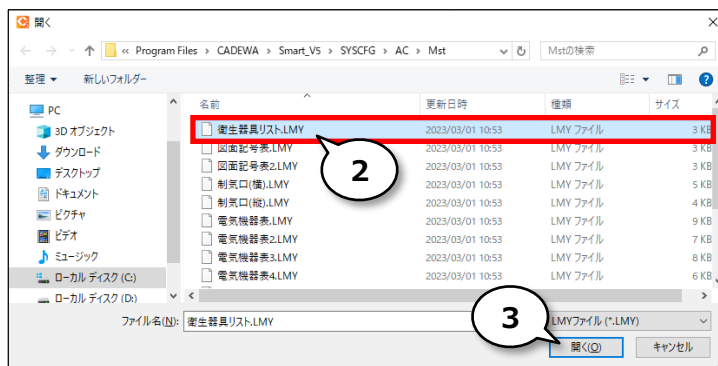 開く
« Program Files › CADEWA › Smart_V5 › SYSCFG › AC › Mst
Mstの検索
整理 新しいフォルダー
名前 更新日時 種類 サイズ
PC
3D オブジェクト
ダウンロード
デスクトップ
ドキュメント
ピクチャ
ビデオ
ミュージック
ローカル ディスク (C:)
ローカル ディスク (D:)
衛生器具リスト.LMY 2023/03/01 10:53 LMY ファイル 3 KB
図面記号表.LMY 2023/03/01 10:53 LMY ファイル 3 KB
図面記号表2.LMY 2023/03/01 10:53 LMY ファイル 3 KB
制気口(横).LMY 2023/03/01 10:53 LMY ファイル 5 KB
制気口(縦).LMY 2023/03/01 10:53 LMY ファイル 4 KB
電気機器表.LMY 2023/03/01 10:53 LMY ファイル 9 KB
電気機器表2.LMY 2023/03/01 10:53 LMY ファイル 7 KB
電気機器表3.LMY 2023/03/01 10:53 LMY ファイル 8 KB
電気機器表4.LMY 2023/03/01 10:53 LMY ファイル 6 KB
2
ファイル名(N): 衛生器具リスト.LMY
3
LMYファイル (*.LMY)
開く(O) キャンセル